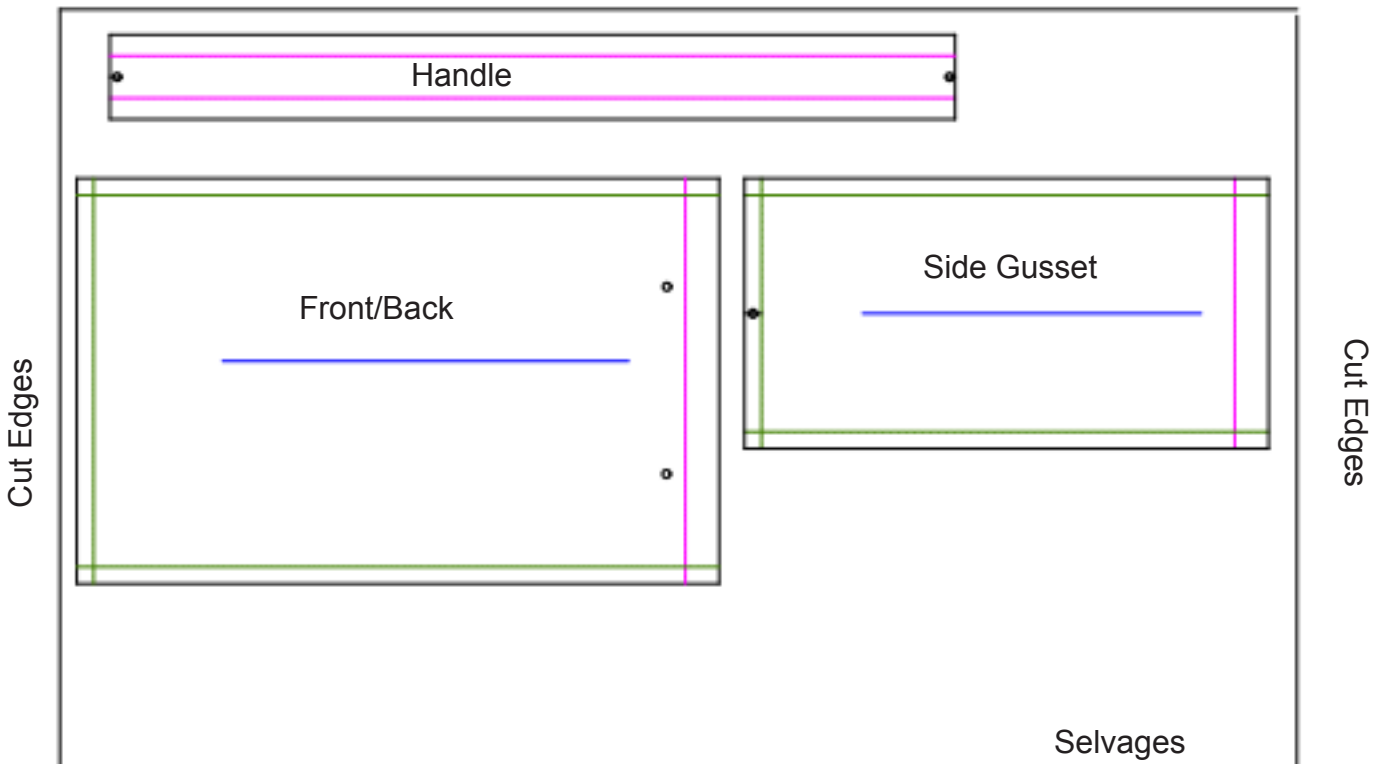 Handle
Front/Back
Side Gusset
Cut Edges
Cut Edges
Selvages